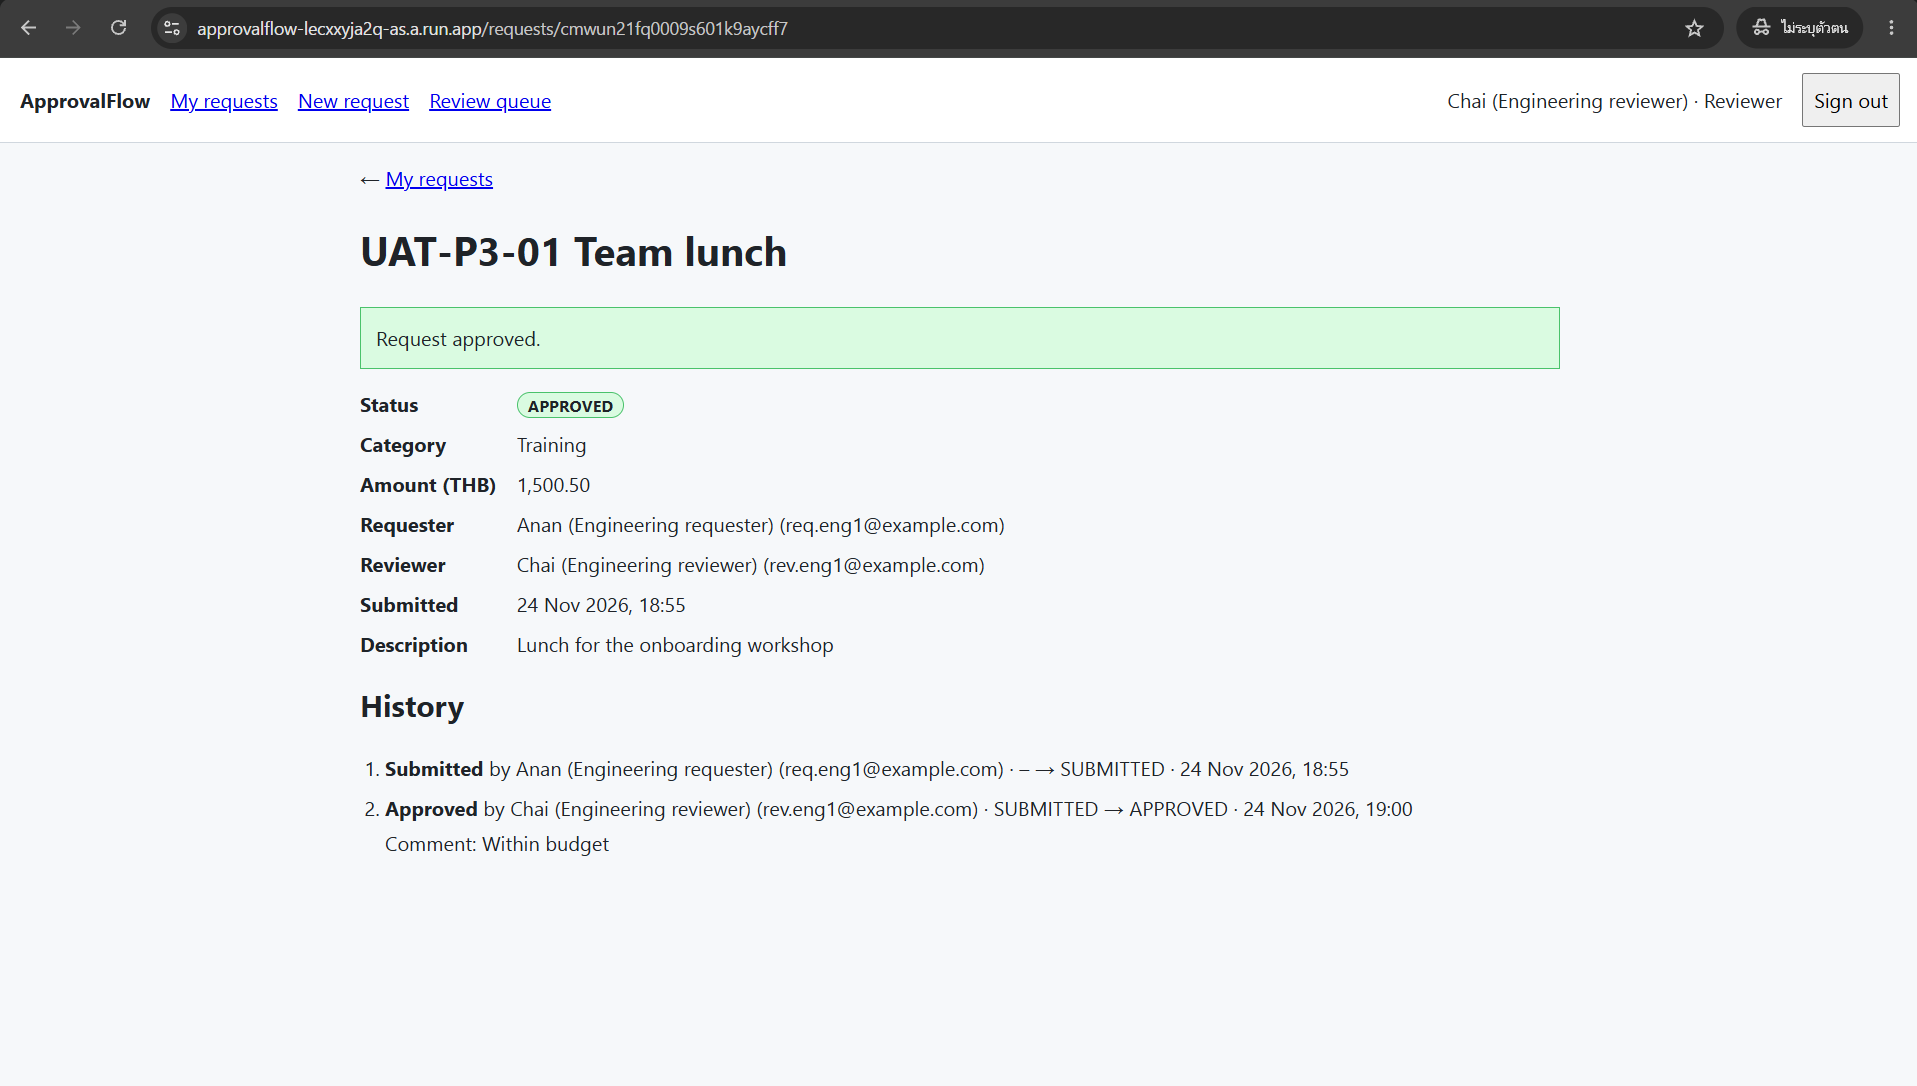 approvalflow-lecxxyja2q-as.a.run.app/requests/cmwun21fq0009s601k9aycff7
ไม่ระบุตัวตน
ApprovalFlow My requests New request Review queue Chai (Engineering reviewer) · Reviewer Sign out
← My requests
UAT-P3-01 Team lunch
Request approved.
Status APPROVED
Category Training
Amount (THB) 1,500.50
Requester Anan (Engineering requester) (req.eng1@example.com)
Reviewer Chai (Engineering reviewer) (rev.eng1@example.com)
Submitted 24 Nov 2026, 18:55
Description Lunch for the onboarding workshop
History
1. Submitted by Anan (Engineering requester) (req.eng1@example.com) · – → SUBMITTED · 24 Nov 2026, 18:55
2. Approved by Chai (Engineering reviewer) (rev.eng1@example.com) · SUBMITTED → APPROVED · 24 Nov 2026, 19:00
Comment: Within budget